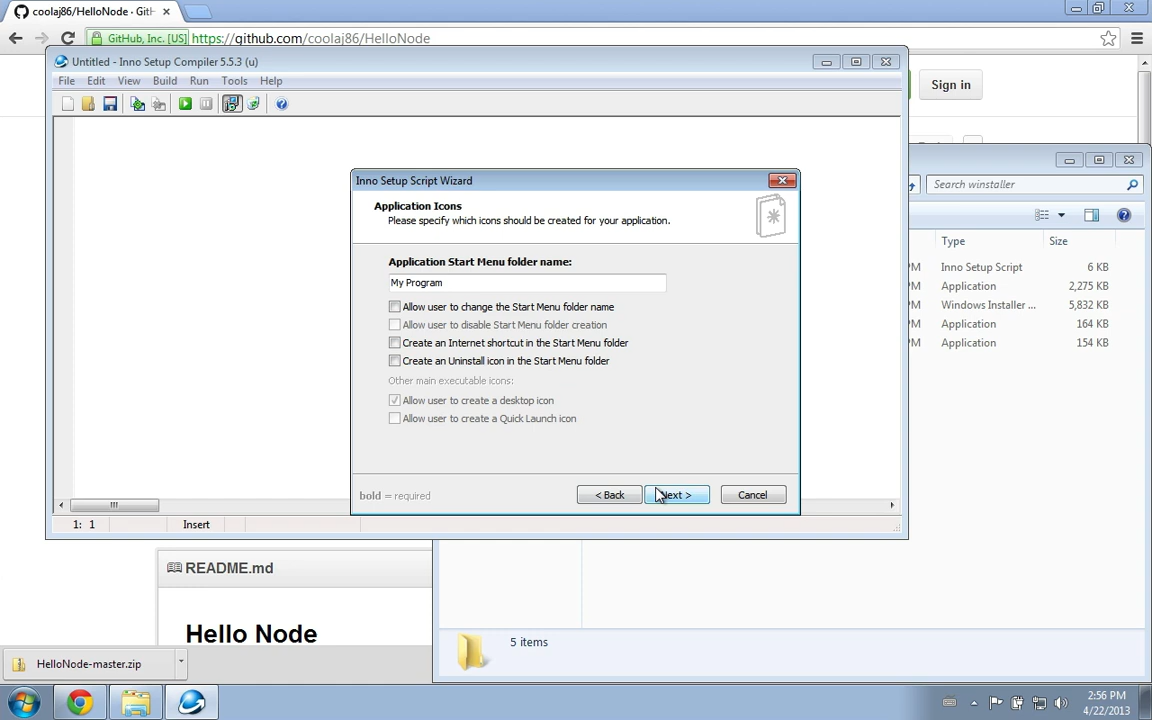 coolaj86/HelloNode · GitH
GitHub, Inc. [US] https://github.com/coolaj86/HelloNode
Untitled - Inno Setup Compiler 5.5.3 (u)
File Edit View Build Run Tools Help
Sign in
Search winstaller
Type Size
Inno Setup Script 6 KB
Application 2,275 KB
Windows Installer ... 5,832 KB
Application 164 KB
Application 154 KB
Inno Setup Script Wizard
Application Icons
Please specify which icons should be created for your application.
Application Start Menu folder name:
My Program
Allow user to change the Start Menu folder name
Allow user to disable Start Menu folder creation
Create an Internet shortcut in the Start Menu folder
Create an Uninstall icon in the Start Menu folder
Other main executable icons:
Allow user to create a desktop icon
Allow user to create a Quick Launch icon
bold = required
< Back Next > Cancel
1: 1 Insert
README.md
Hello Node
5 items
HelloNode-master.zip
2:56 PM
4/22/2013